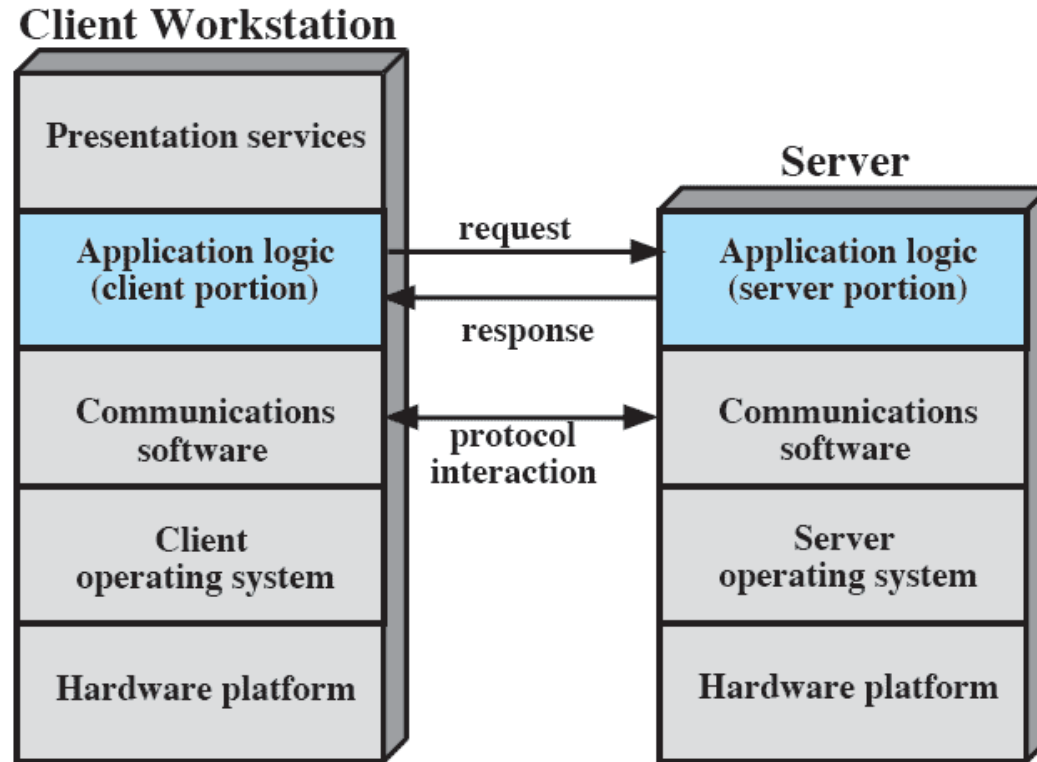 Client Workstation
Presentation services
Application logic
(client portion)
Communications
software
Client
operating system
Hardware platform
request
response
protocol
interaction
Server
Application logic
(server portion)
Communications
software
Server
operating system
Hardware platform